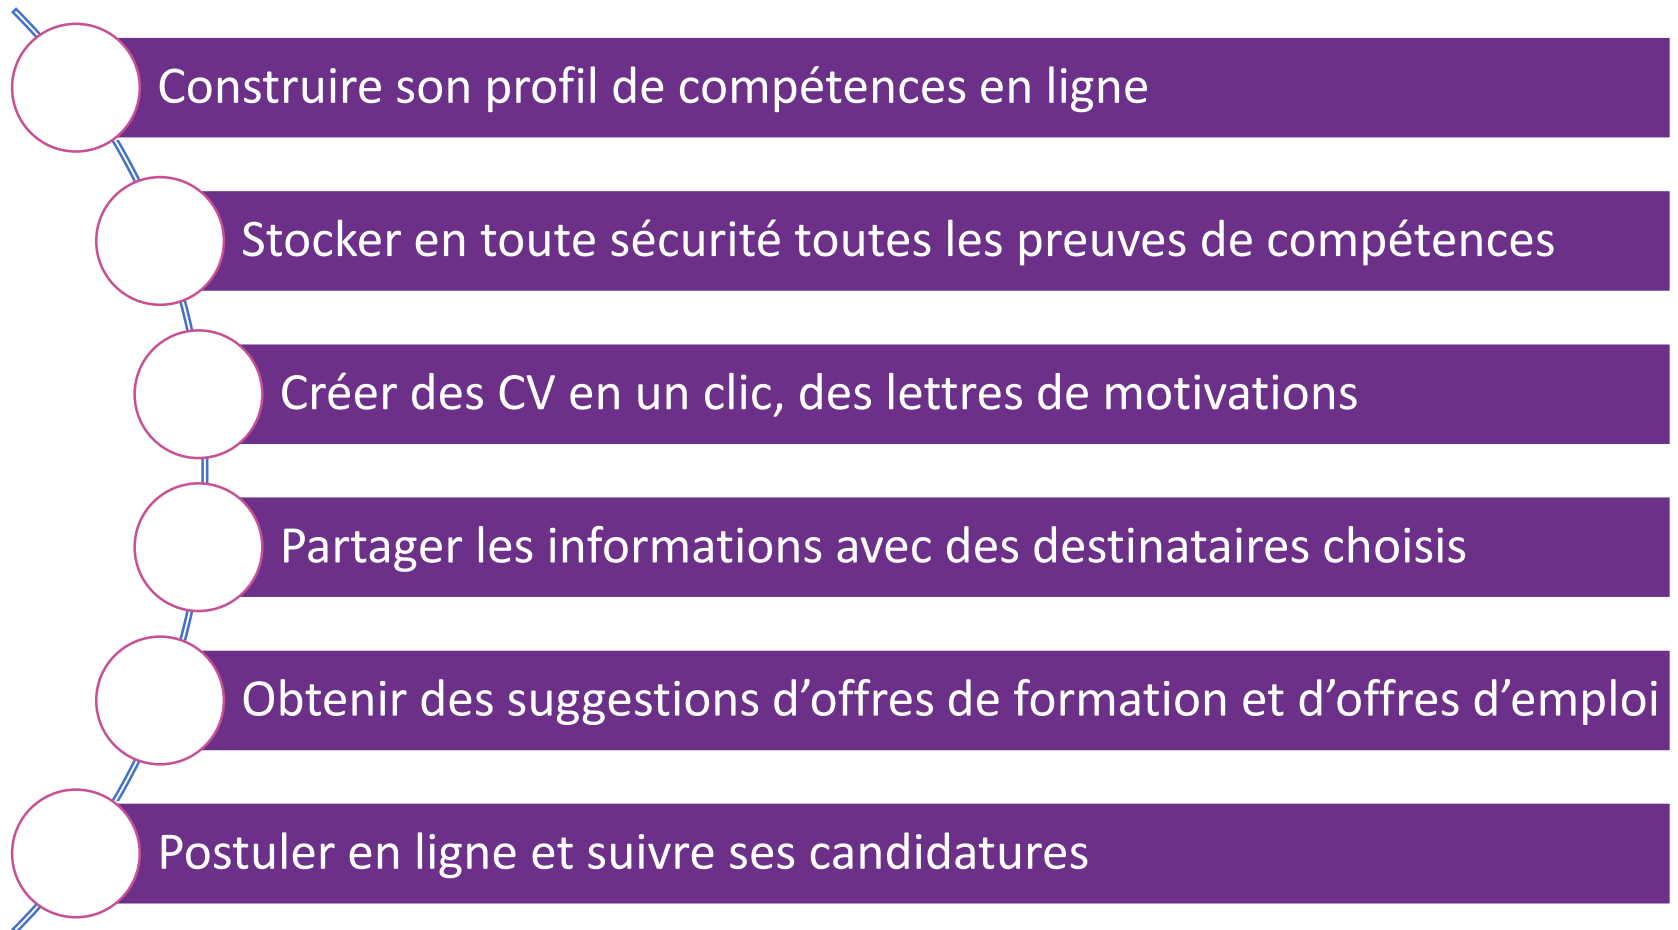 Construire son profil de compétences en ligne
Stocker en toute sécurité toutes les preuves de compétences
Créer des CV en un clic, des lettres de motivations
Partager les informations avec des destinataires choisis
Obtenir des suggestions d’offres de formation et d’offres d’emploi
Postuler en ligne et suivre ses candidatures